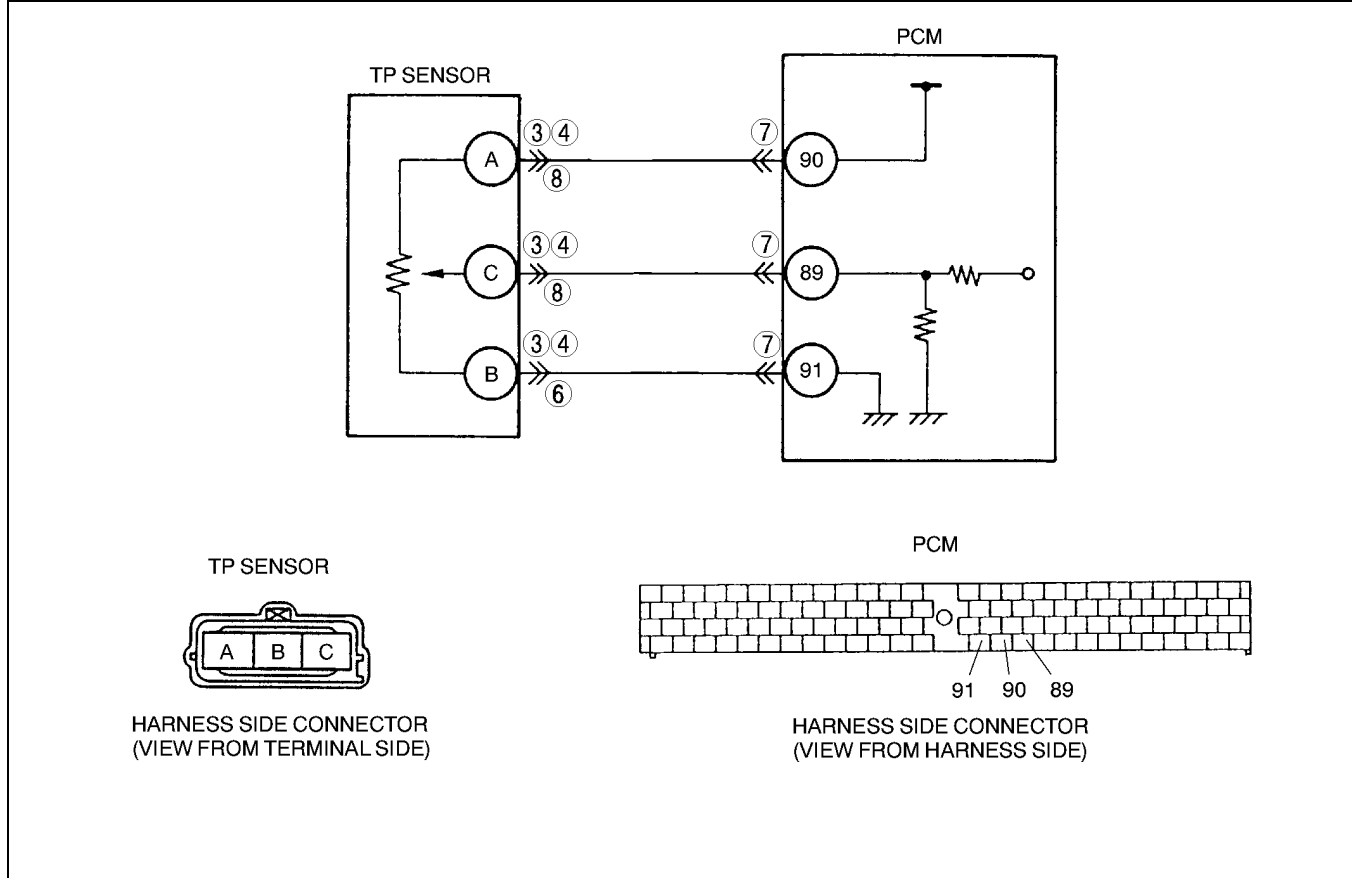 PCM
TP SENSOR
③④ ⑦
A 90
⑧
③④ ⑦
C 89
⑧
③④ ⑦
B 91
⑥
PCM
TP SENSOR
A B C
91 90 89
HARNESS SIDE CONNECTOR
(VIEW FROM TERMINAL SIDE)
HARNESS SIDE CONNECTOR
(VIEW FROM HARNESS SIDE)